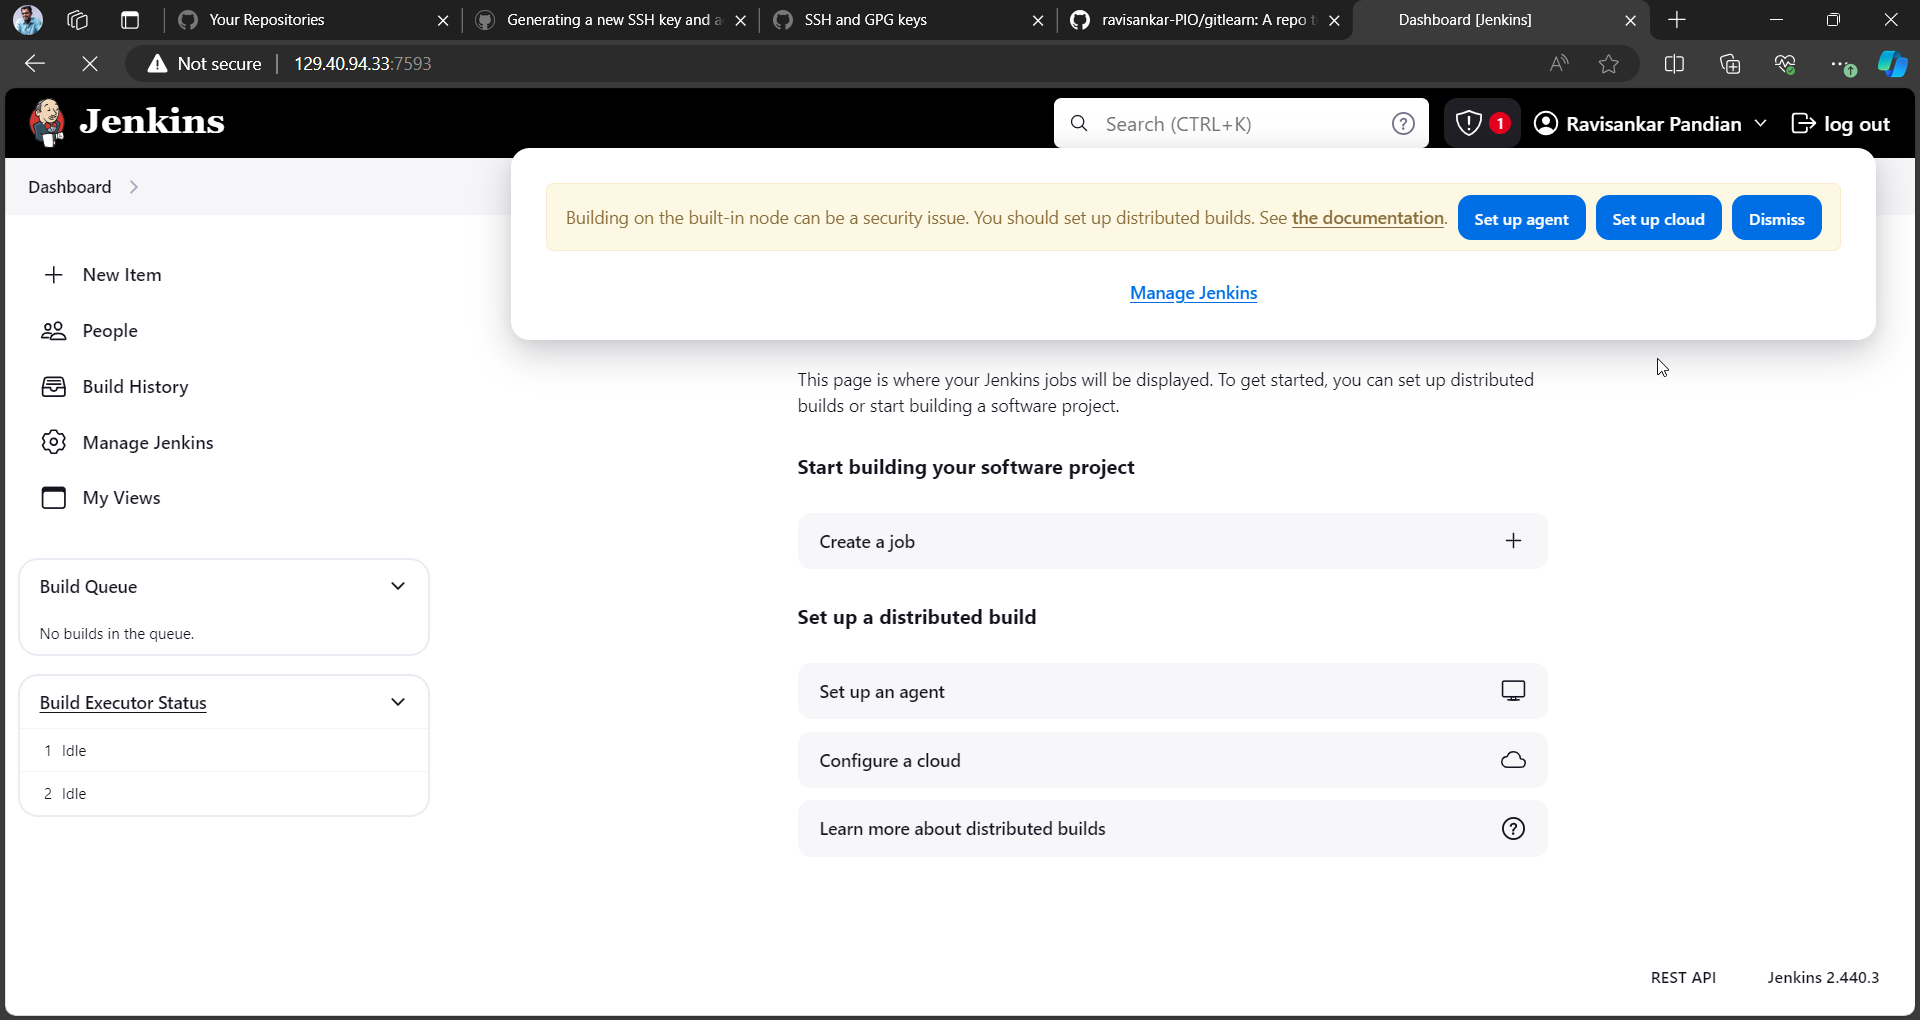 Your Repositories
Generating a new SSH key and a
SSH and GPG keys
ravisankar-PIO/gitlearn: A repo t
Dashboard [Jenkins]
Not secure
129.40.94.33:7593
Jenkins
Search (CTRL+K)
1
Ravisankar Pandian
log out
Dashboard
Building on the built-in node can be a security issue. You should set up distributed builds. See the documentation.
Set up agent
Set up cloud
Dismiss
Manage Jenkins
New Item
People
Build History
Manage Jenkins
My Views
Build Queue
No builds in the queue.
Build Executor Status
1 Idle
2 Idle
This page is where your Jenkins jobs will be displayed. To get started, you can set up distributed
builds or start building a software project.
Start building your software project
Create a job
Set up a distributed build
Set up an agent
Configure a cloud
Learn more about distributed builds
REST API
Jenkins 2.440.3